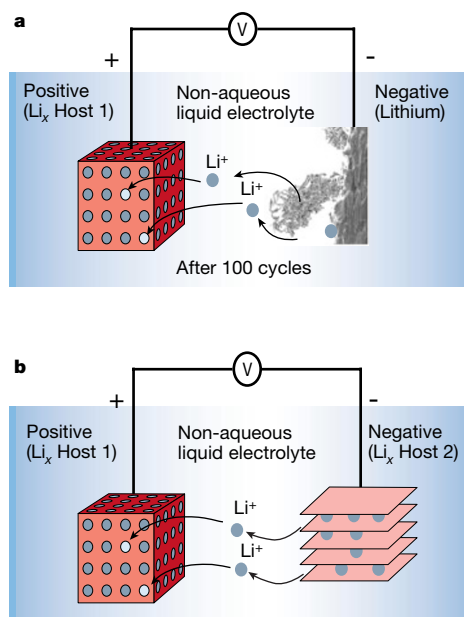 a
V
+
-
Positive
(Liₓ Host 1)
Non-aqueous
liquid electrolyte
Negative
(Lithium)
Li⁺
Li⁺
After 100 cycles
b
V
+
-
Positive
(Liₓ Host 1)
Non-aqueous
liquid electrolyte
Negative
(Liₓ Host 2)
Li⁺
Li⁺